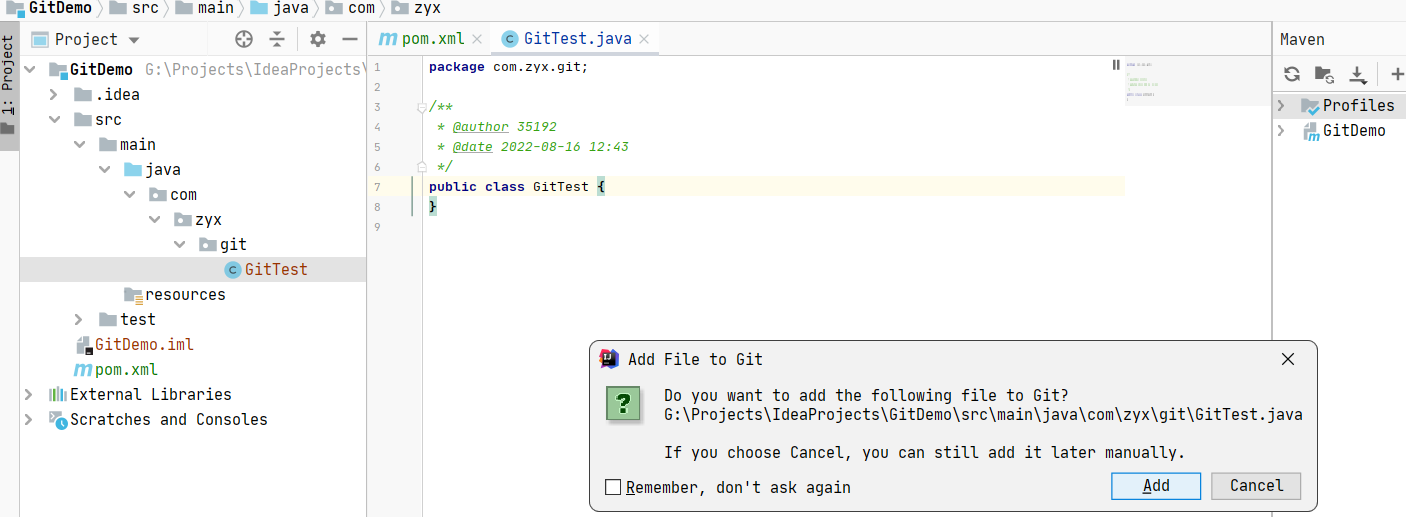 GitDemo src main java com zyx
1: Project
Project
GitDemo G:\Projects\IdeaProjects\
.idea
src
main
java
com
zyx
git
GitTest
resources
test
GitDemo.iml
pom.xml
External Libraries
Scratches and Consoles
pom.xml GitTest.java
1 package com.zyx.git;
2
3 /**
4 * @author 35192
5 * @date 2022-08-16 12:43
6 */
7 public class GitTest {
8 }
9
Maven
Profiles
GitDemo
Add File to Git
Do you want to add the following file to Git?
G:\Projects\IdeaProjects\GitDemo\src\main\java\com\zyx\git\GitTest.java
If you choose Cancel, you can still add it later manually.
Remember, don't ask again
Add Cancel